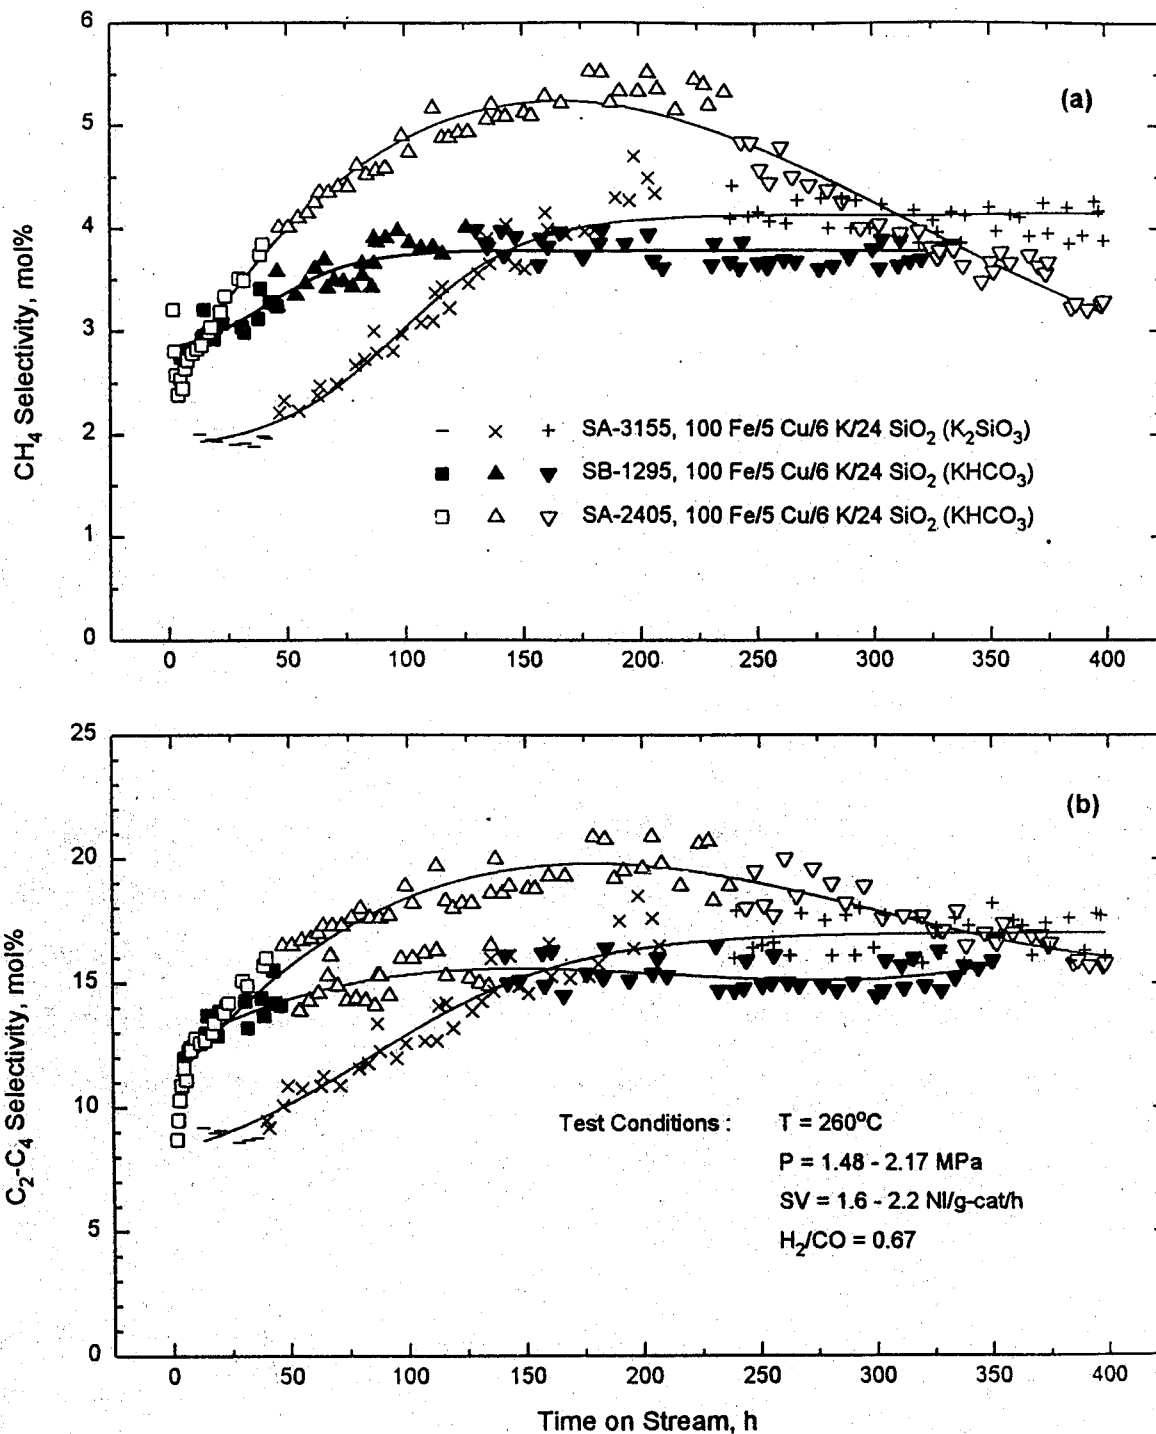 6
5
4
3
2
1
0
CH₄ Selectivity, mol%
(a)
SA-3155, 100 Fe/5 Cu/6 K/24 SiO₂ (K₂SiO₃)
SB-1295, 100 Fe/5 Cu/6 K/24 SiO₂ (KHCO₃)
SA-2405, 100 Fe/5 Cu/6 K/24 SiO₂ (KHCO₃)
0 50 100 150 200 250 300 350 400
25
20
15
10
5
0
C₂-C₄ Selectivity, mol%
(b)
Test Conditions : T = 260°C
P = 1.48 - 2.17 MPa
SV = 1.6 - 2.2 Nl/g-cat/h
H₂/CO = 0.67
0 50 100 150 200 250 300 350 400
Time on Stream, h